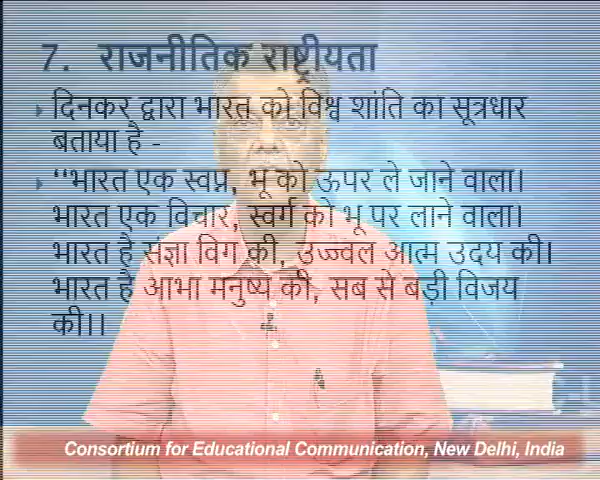 7. राजनीतिक राष्ट्रीयता
दिनकर द्वारा भारत को विश्व शांति का सूत्रधार
बताया है -
“भारत एक स्वप्न, भू को ऊपर ले जाने वाला।
भारत एक विचार, स्वर्ग को भू पर लाने वाला।
भारत है संज्ञा विग की, उज्ज्वल आत्म उदय की।
भारत है आभा मनुष्य की, सब से बड़ी विजय
की।।
Consortium for Educational Communication, New Delhi, India